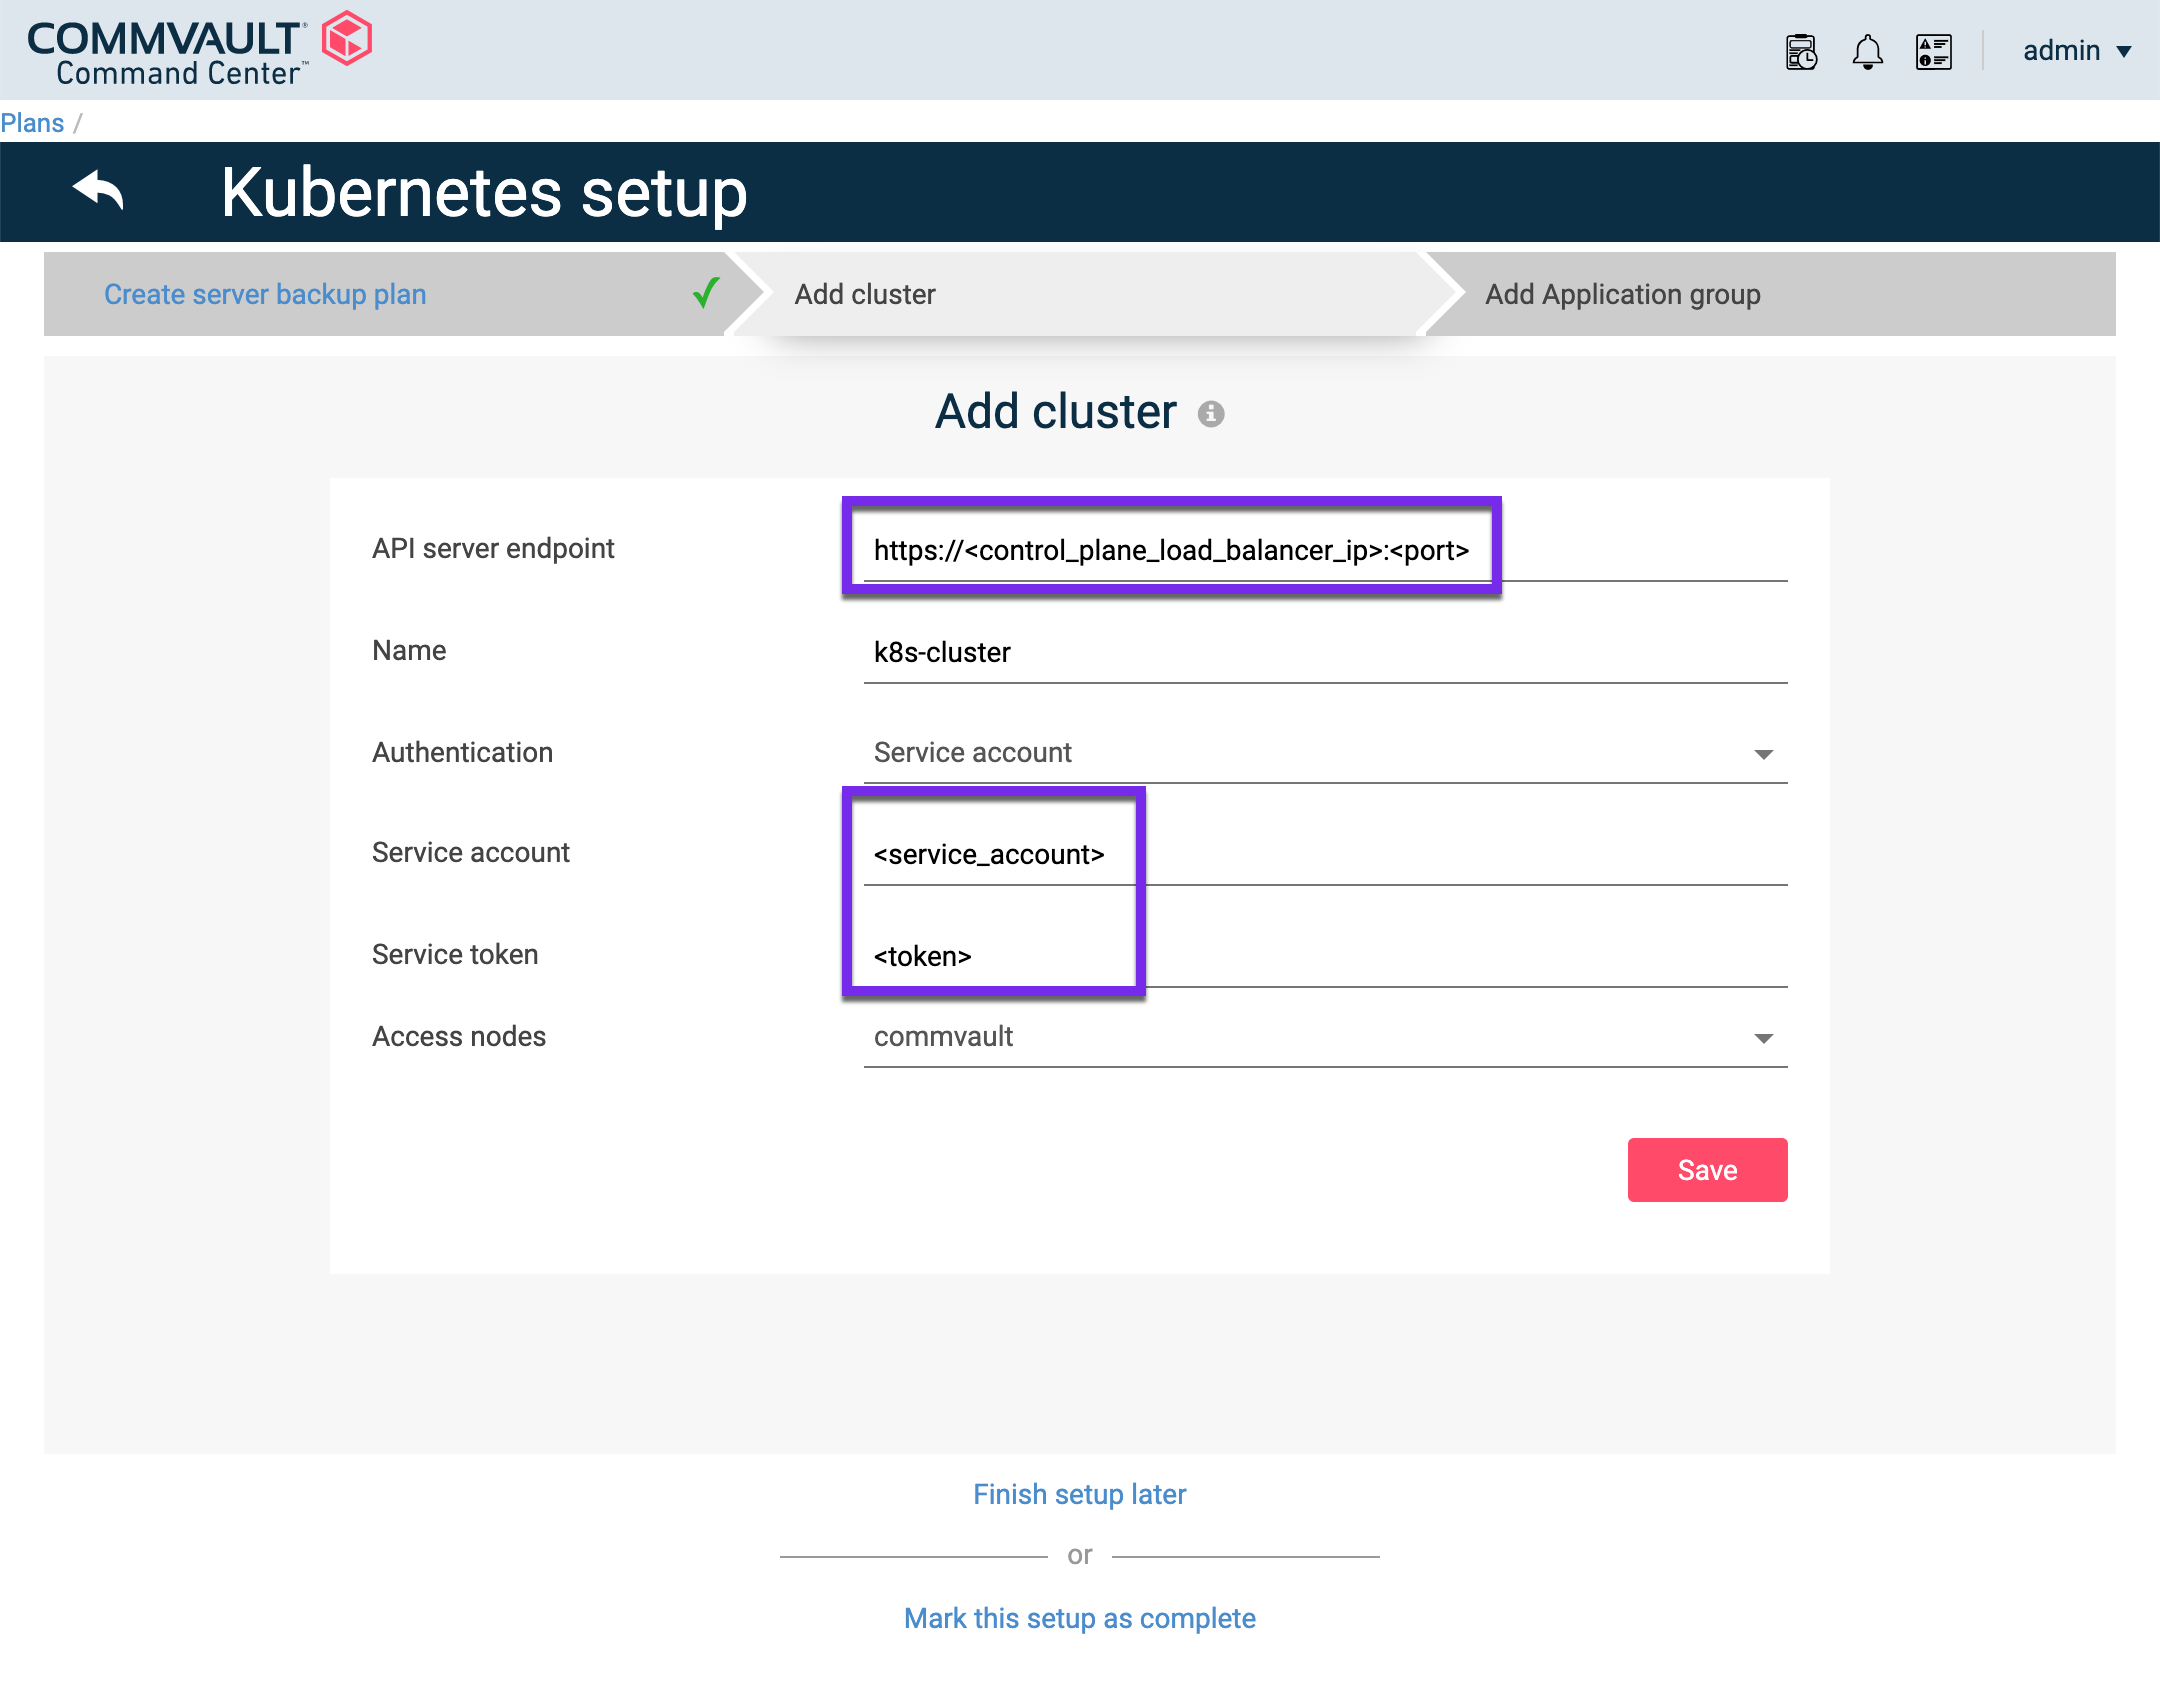 COMMVAULT®
Command Center™
admin
Plans /
Kubernetes setup
Create server backup plan
Add cluster
Add Application group
Add cluster
API server endpoint
https://<control_plane_load_balancer_ip>:<port>
Name
k8s-cluster
Authentication
Service account
Service account
<service_account>
Service token
<token>
Access nodes
commvault
Save
Finish setup later
or
Mark this setup as complete